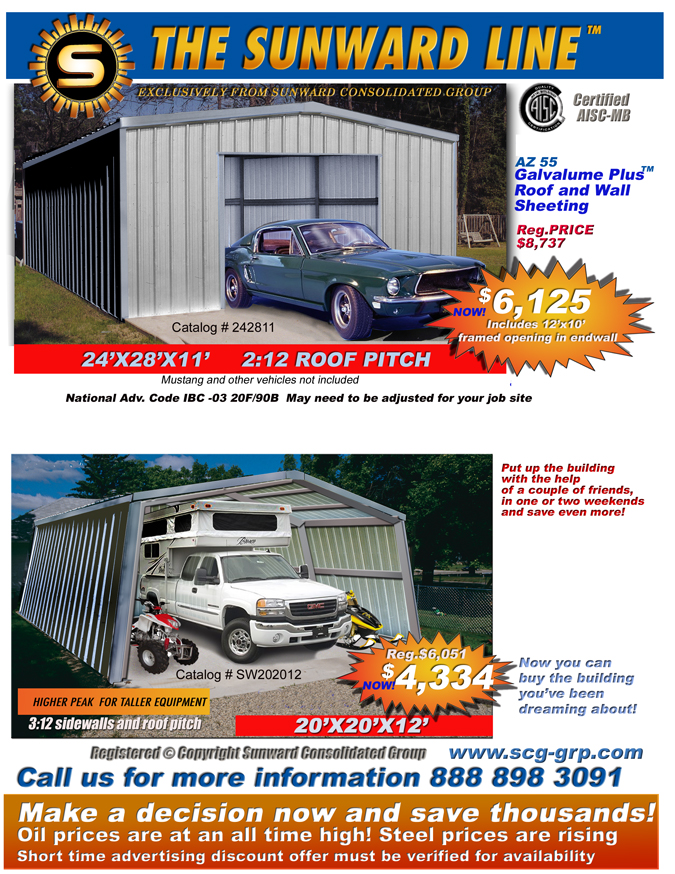 S
THE SUNWARD LINE™
EXCLUSIVELY FROM SUNWARD CONSOLIDATED.GROUP
QUALITY
AISC
Certified
AISC-MB
AZ 55
Galvalume Plus™
Roof and Wall
Sheeting
Reg.PRICE
$8,737
NOW! $6,125
Includes 12'x10'
framed opening in endwall
Catalog # 242811
24'X28'X11' 2:12 ROOF PITCH
Mustang and other vehicles not included
National Adv. Code IBC -03 20F/90B May need to be adjusted for your job site
Put up the building
with the help
of a couple of friends,
in one or two weekends
and save even more!
GMC
Catalog # SW202012
Reg.$6,051
NOW! $4,334
Now you can
buy the building
you've been
dreaming about!
HIGHER PEAK FOR TALLER EQUIPMENT
3:12 sidewalls and roof pitch
20'X20'X12'
Registered © Copyright Sunward Consolidated Group
www.scg-grp.com
Call us for more information 888 898 3091
Make a decision now and save thousands!
Oil prices are at an all time high! Steel prices are rising
Short time advertising discount offer must be verified for availability